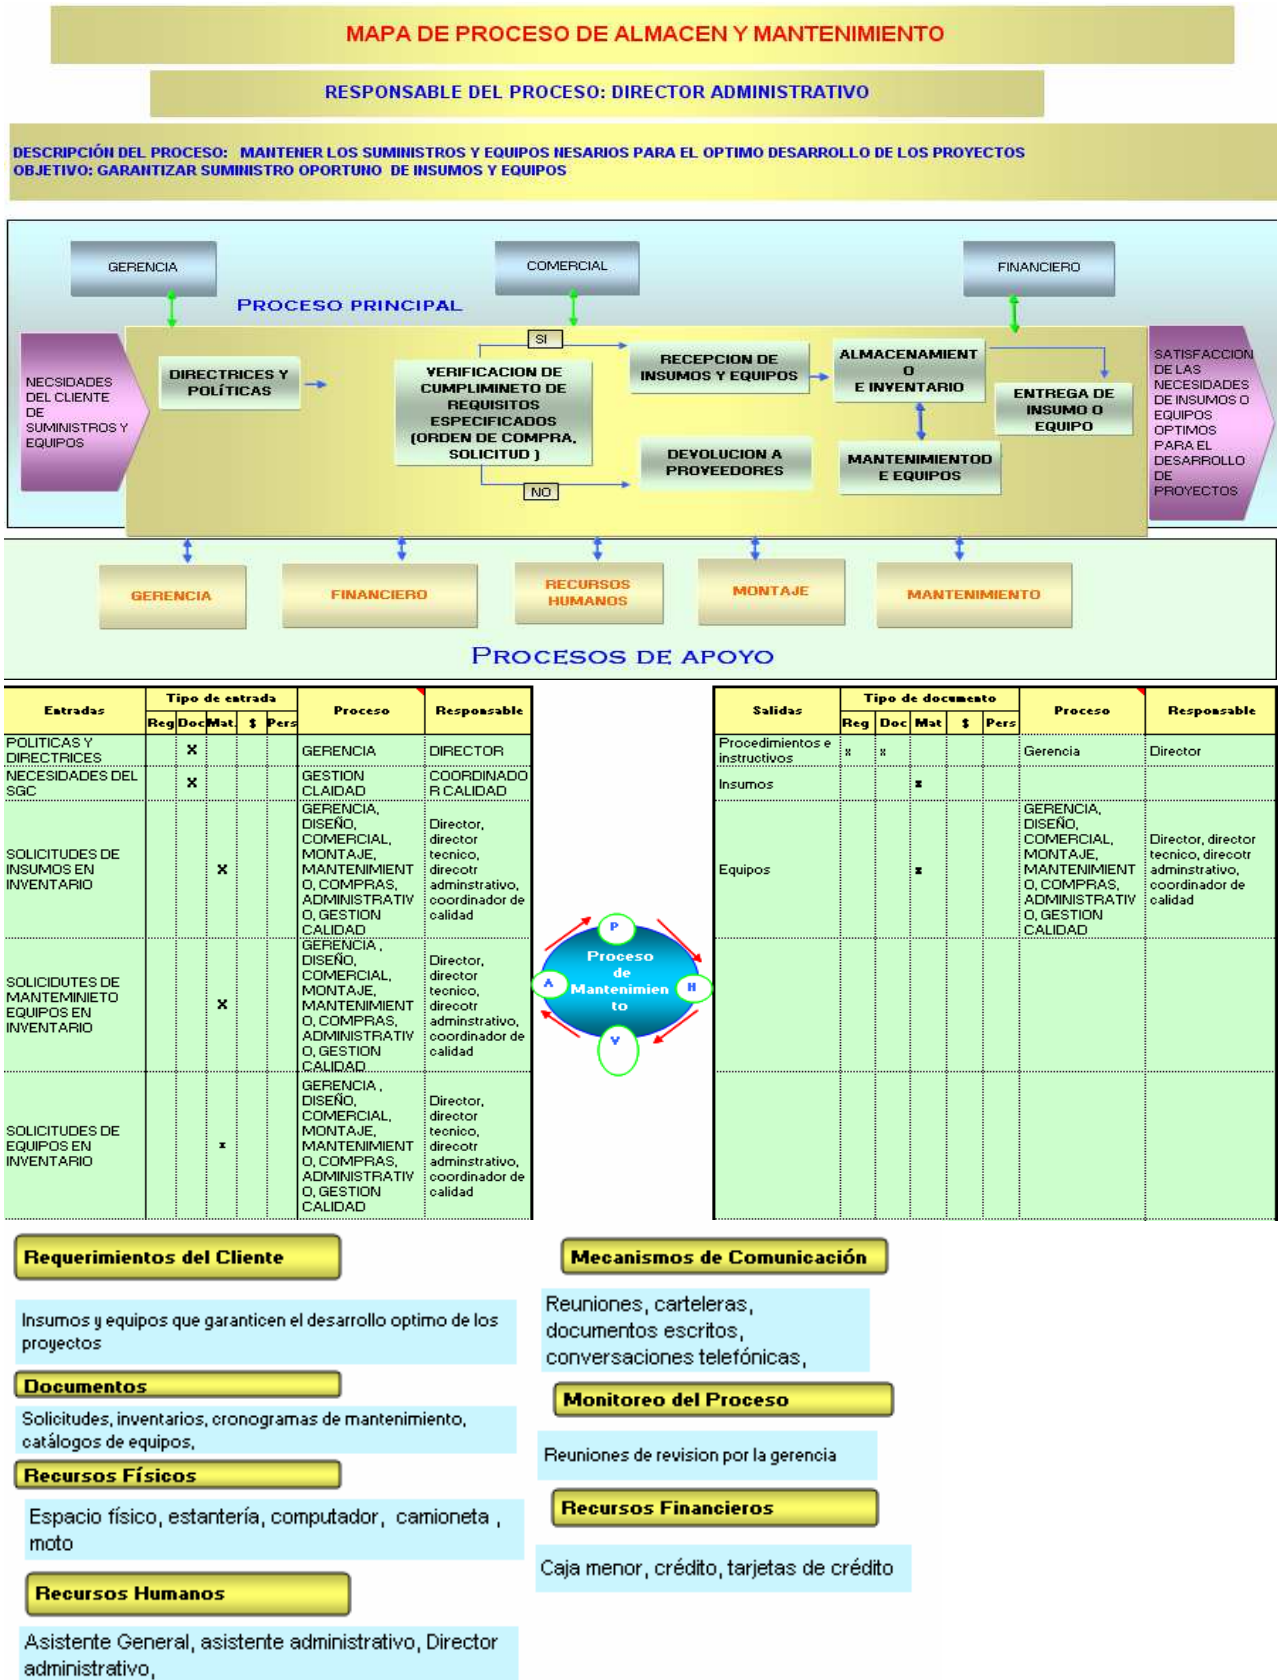 MAPA DE PROCESO DE ALMACEN Y MANTENIMIENTO
RESPONSABLE DEL PROCESO: DIRECTOR ADMINISTRATIVO
DESCRIPCIÓN DEL PROCESO: MANTENER LOS SUMINISTROS Y EQUIPOS NESARIOS PARA EL OPTIMO DESARROLLO DE LOS PROYECTOS
OBJETIVO: GARANTIZAR SUMINISTRO OPORTUNO DE INSUMOS Y EQUIPOS
GERENCIA
COMERCIAL
FINANCIERO
PROCESO PRINCIPAL
NECSIDADES
DEL CLIENTE
DE
SUMINISTROS Y
EQUIPOS
DIRECTRICES Y
POLÍTICAS
VERIFICACION DE
CUMPLIMINETO DE
REQUISITOS
ESPECIFICADOS
(ORDEN DE COMPRA,
SOLICITUD )
SI
NO
RECEPCION DE
INSUMOS Y EQUIPOS
DEVOLUCION A
PROVEEDORES
ALMACENAMIENT
O
E INVENTARIO
MANTENIMIENTOD
E EQUIPOS
ENTREGA DE
INSUMO O
EQUIPO
SATISFACCION
DE LAS
NECESIDADES
DE INSUMOS O
EQUIPOS
OPTIMOS
PARA EL
DESARROLLO
DE
PROYECTOS
GERENCIA
FINANCIERO
RECURSOS
HUMANOS
MONTAJE
MANTENIMIENTO
PROCESOS DE APOYO
Entradas
Tipo de entrada
Proceso
Responsable
Reg Doc Mat. $ Pers
POLITICAS Y
DIRECTRICES
X
GERENCIA
DIRECTOR
NECESIDADES DEL
SGC
X
GESTION
CLAIDAD
COORDINADO
R CALIDAD
SOLICITUDES DE
INSUMOS EN
INVENTARIO
X
GERENCIA,
DISEÑO,
COMERCIAL,
MONTAJE,
MANTENIMIENT
O, COMPRAS,
ADMINISTRATIV
O, GESTION
CALIDAD
Director,
director
tecnico,
direcotr
adminstrativo,
coordinador de
calidad
SOLICIDUTES DE
MANTEMINIETO
EQUIPOS EN
INVENTARIO
X
GERENCIA ,
DISEÑO,
COMERCIAL,
MONTAJE,
MANTENIMIENT
O, COMPRAS,
ADMINISTRATIV
O, GESTION
CALIDAD
Director,
director
tecnico,
direcotr
adminstrativo,
coordinador de
calidad
SOLICITUDES DE
EQUIPOS EN
INVENTARIO
x
GERENCIA ,
DISEÑO,
COMERCIAL,
MONTAJE,
MANTENIMIENT
O, COMPRAS,
ADMINISTRATIV
O, GESTION
CALIDAD
Director,
director
tecnico,
direcotr
adminstrativo,
coordinador de
calidad
P
Proceso
de
Mantenimien
to
A
H
V
Salidas
Tipo de documento
Proceso
Responsable
Reg Doc Mat $ Pers
Procedimientos e
instructivos
x x
Gerencia
Director
Insumos
x
Equipos
x
GERENCIA,
DISEÑO,
COMERCIAL,
MONTAJE,
MANTENIMIENT
O, COMPRAS,
ADMINISTRATIV
O, GESTION
CALIDAD
Director, director
tecnico, direcotr
adminstrativo,
coordinador de
calidad
Requerimientos del Cliente
Insumos y equipos que garanticen el desarrollo optimo de los
proyectos
Documentos
Solicitudes, inventarios, cronogramas de mantenimiento,
catálogos de equipos,
Recursos Físicos
Espacio físico, estantería, computador, camioneta ,
moto
Recursos Humanos
Asistente General, asistente administrativo, Director
administrativo,
Mecanismos de Comunicación
Reuniones, carteleras,
documentos escritos,
conversaciones telefónicas,
Monitoreo del Proceso
Reuniones de revision por la gerencia
Recursos Financieros
Caja menor, crédito, tarjetas de crédito